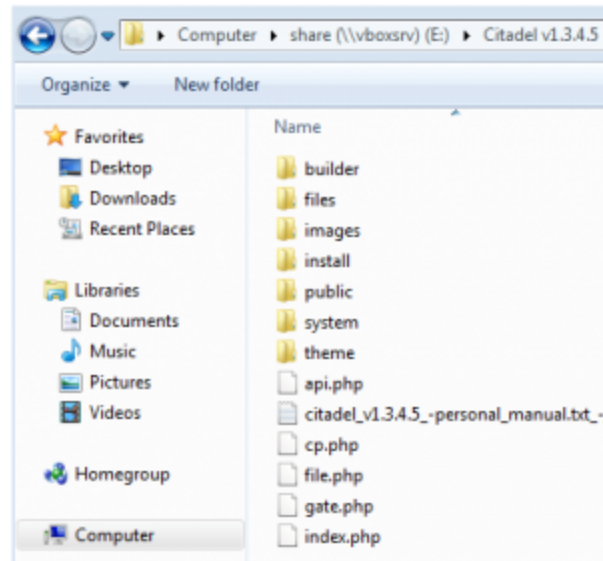 Computer share (\\vboxsrv) (E:) Citadel v1.3.4.5
Organize New folder
Favorites
Desktop
Downloads
Recent Places
Libraries
Documents
Music
Pictures
Videos
Homegroup
Computer
Name
builder
files
images
install
public
system
theme
api.php
citadel_v1.3.4.5_-personal_manual.txt_-
cp.php
file.php
gate.php
index.php